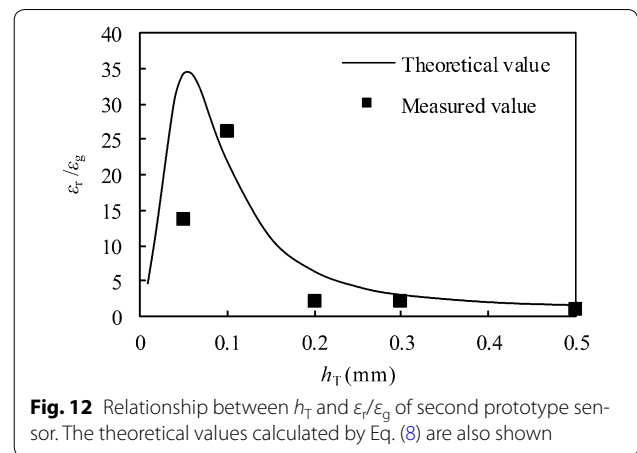 40
35
30
25
20
15
10
5
0
εr/εg
Theoretical value
Measured value
0 0.1 0.2 0.3 0.4 0.5
hT (mm)
Fig. 12 Relationship between hT and εr/εg of second prototype sen-
sor. The theoretical values calculated by Eq. (8) are also shown